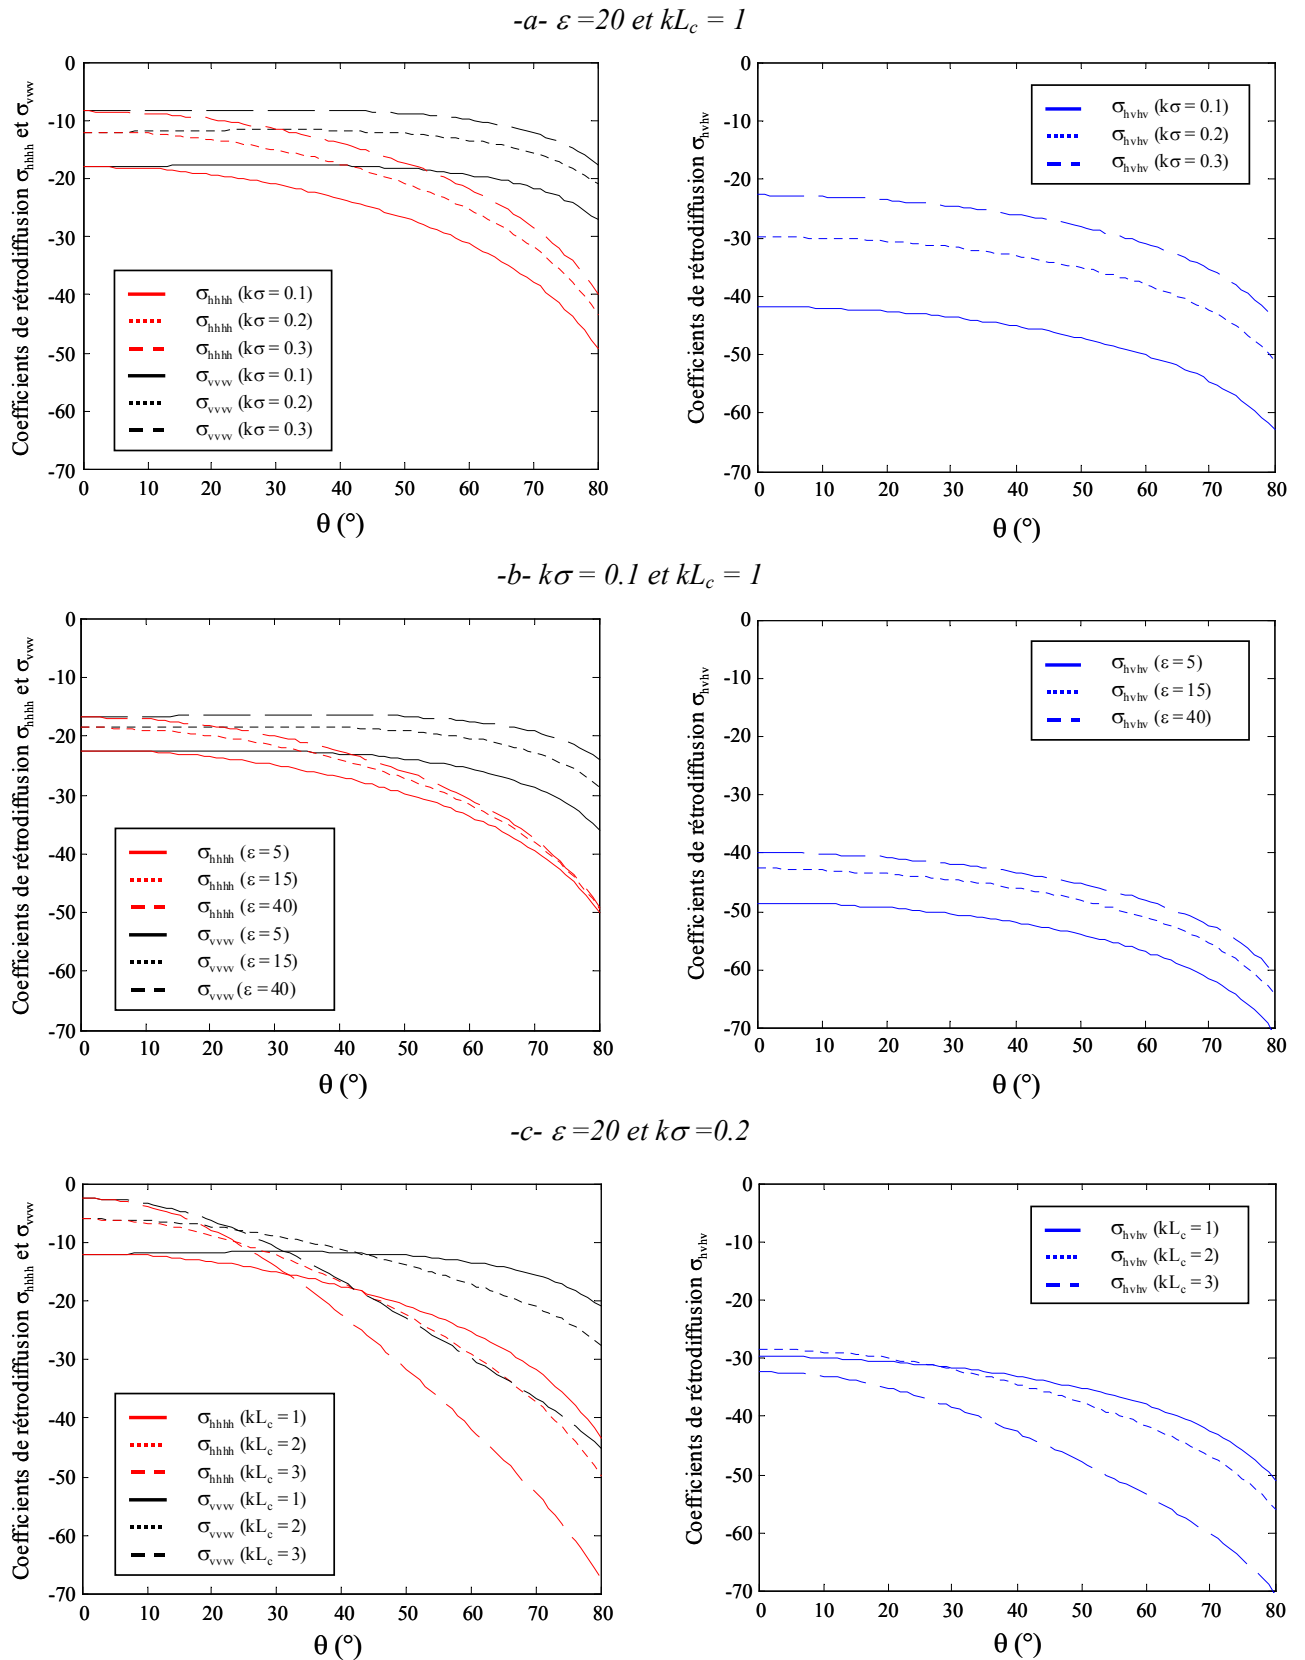 -a- ε =20 et kLc = 1
Coefficients de rétrodiffusion σhhhh et σvvvv
0
-10
-20
-30
-40
-50
-60
-70
σhhhh (kσ = 0.1)
σhhhh (kσ = 0.2)
σhhhh (kσ = 0.3)
σvvvv (kσ = 0.1)
σvvvv (kσ = 0.2)
σvvvv (kσ = 0.3)
0 10 20 30 40 50 60 70 80
θ (°)
Coefficients de rétrodiffusion σhvhv
0
-10
-20
-30
-40
-50
-60
-70
σhvhv (kσ = 0.1)
σhvhv (kσ = 0.2)
σhvhv (kσ = 0.3)
0 10 20 30 40 50 60 70 80
θ (°)
-b- kσ = 0.1 et kLc = 1
Coefficients de rétrodiffusion σhhhh et σvvvv
0
-10
-20
-30
-40
-50
-60
-70
σhhhh (ε = 5)
σhhhh (ε = 15)
σhhhh (ε = 40)
σvvvv (ε = 5)
σvvvv (ε = 15)
σvvvv (ε = 40)
0 10 20 30 40 50 60 70 80
θ (°)
Coefficients de rétrodiffusion σhvhv
0
-10
-20
-30
-40
-50
-60
-70
σhvhv (ε = 5)
σhvhv (ε = 15)
σhvhv (ε = 40)
0 10 20 30 40 50 60 70 80
θ (°)
-c- ε =20 et kσ =0.2
Coefficients de rétrodiffusion σhhhh et σvvvv
0
-10
-20
-30
-40
-50
-60
-70
σhhhh (kLc = 1)
σhhhh (kLc = 2)
σhhhh (kLc = 3)
σvvvv (kLc = 1)
σvvvv (kLc = 2)
σvvvv (kLc = 3)
0 10 20 30 40 50 60 70 80
θ (°)
Coefficients de rétrodiffusion σhvhv
0
-10
-20
-30
-40
-50
-60
-70
σhvhv (kLc = 1)
σhvhv (kLc = 2)
σhvhv (kLc = 3)
0 10 20 30 40 50 60 70 80
θ (°)